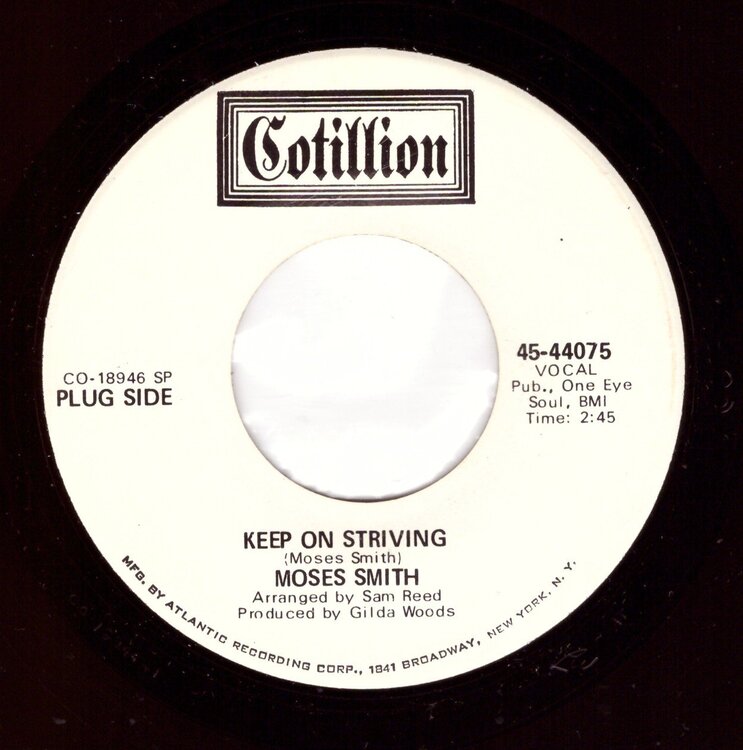 Cotillion
CO-18946 SP
PLUG SIDE
45-44075
VOCAL
Pub., One Eye
Soul, BMI
Time: 2:45
KEEP ON STRIVING
(Moses Smith)
MOSES SMITH
Arranged by Sam Reed
Produced by Gilda Woods
MFG. BY ATLANTIC RECORDING CORP., 1841 BROADWAY, NEW YORK, N. Y.